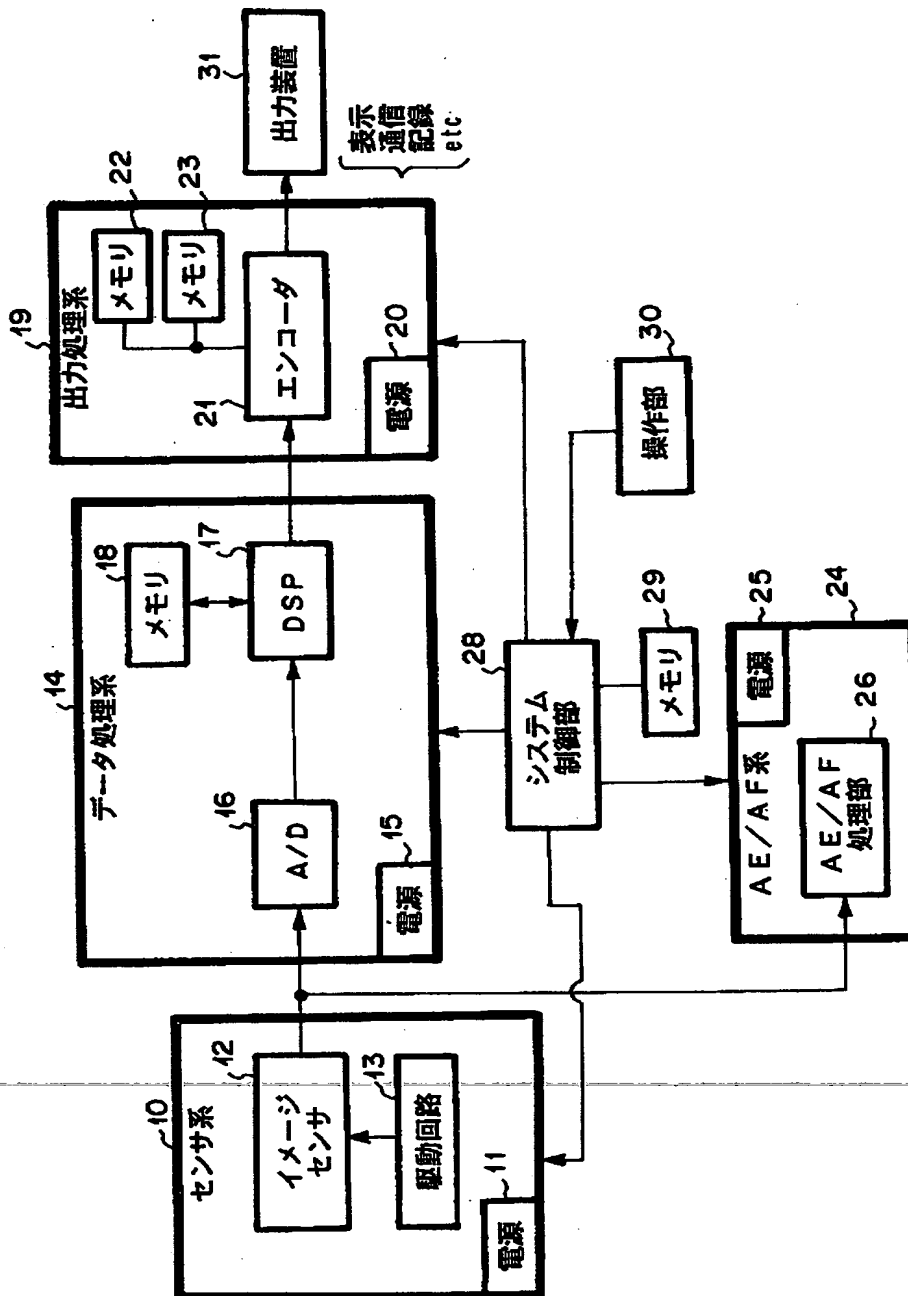 10
センサ系
12
イメージ
センサ
13
駆動回路
11
電源
14
データ処理系
16
A/D
15
電源
17
DSP
18
メモリ
19
出力処理系
22
メモリ
23
メモリ
21
エンコーダ
20
電源
31
出力装置
表示
通信
記録
etc
28
システム
制御部
29
メモリ
30
操作部
25
電源
24
AE/AF系
26
AE/AF
処理部